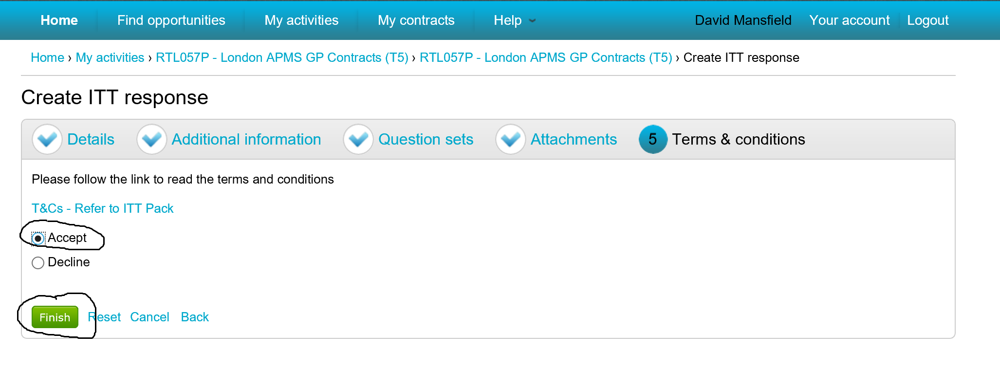 Home Find opportunities My activities My contracts Help David Mansfield Your account Logout
Home › My activities › RTL057P - London APMS GP Contracts (T5) › RTL057P - London APMS GP Contracts (T5) › Create ITT response
Create ITT response
Details Additional information Question sets Attachments 5 Terms & conditions
Please follow the link to read the terms and conditions
T&Cs - Refer to ITT Pack
Accept
Decline
Finish Reset Cancel Back